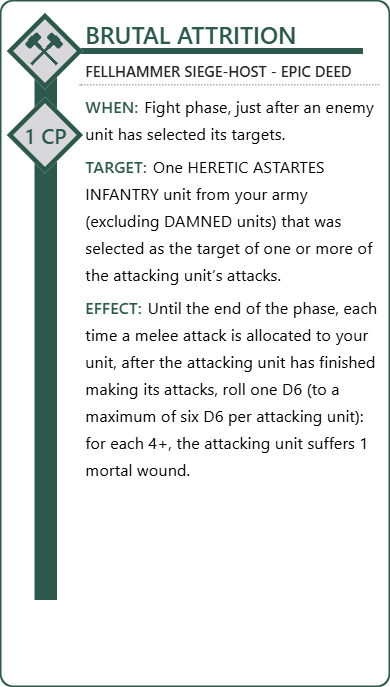 BRUTAL ATTRITION
FELLHAMMER SIEGE-HOST - EPIC DEED
1 CP
WHEN: Fight phase, just after an enemy
unit has selected its targets.
TARGET: One HERETIC ASTARTES
INFANTRY unit from your army
(excluding DAMNED units) that was
selected as the target of one or more of
the attacking unit's attacks.
EFFECT: Until the end of the phase, each
time a melee attack is allocated to your
unit, after the attacking unit has finished
making its attacks, roll one D6 (to a
maximum of six D6 per attacking unit):
for each 4+, the attacking unit suffers 1
mortal wound.